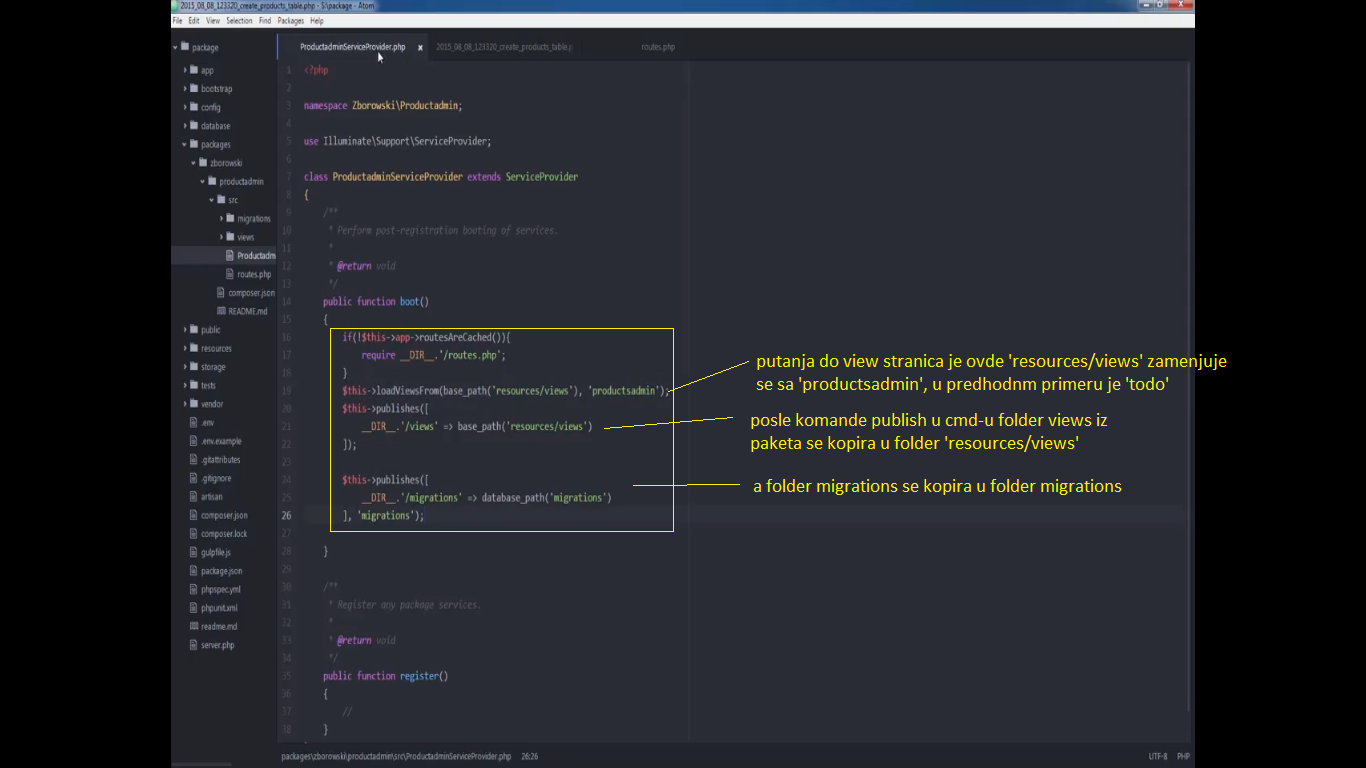 2015_08_08_123320_create_products_table.php - S:\package - Atom
File Edit View Selection Find Packages Help
package
app
bootstrap
config
database
packages
zborowski
productadmin
src
migrations
views
Productadm
routes.php
composer.json
README.md
public
resources
storage
tests
vendor
.env
.env.example
.gitattributes
.gitignore
artisan
composer.json
composer.lock
gulpfile.js
package.json
phpspec.yml
phpunit.xml
readme.md
server.php
ProductadminServiceProvider.php x 2015_08_08_123320_create_products_table.p routes.php
1 <?php
2
3 namespace Zborowski\Productadmin;
4
5 use Illuminate\Support\ServiceProvider;
6
7 class ProductadminServiceProvider extends ServiceProvider
8 {
9 /**
10 * Perform post-registration booting of services.
11 *
12 * @return void
13 */
14 public function boot()
15 {
16 if(!$this->app->routesAreCached()){
17 require __DIR__.'/routes.php';
18 }
19 $this->loadViewsFrom(base_path('resources/views'), 'productsadmin');
20 $this->publishes([
21 __DIR__.'/views' => base_path('resources/views')
22 ]);
23
24 $this->publishes([
25 __DIR__.'/migrations' => database_path('migrations')
26 ], 'migrations');
27
28 }
29
30 /**
31 * Register any package services.
32 *
33 * @return void
34 */
35 public function register()
36 {
37 //
38 }
putanja do view stranica je ovde 'resources/views' zamenjuje
se sa 'productsadmin', u predhodnm primeru je 'todo'
posle komande publish u cmd-u folder views iz
paketa se kopira u folder 'resources/views'
a folder migrations se kopira u folder migrations
packages\zborowski\productadmin\src\ProductadminServiceProvider.php 26:26 UTF-8 PHP